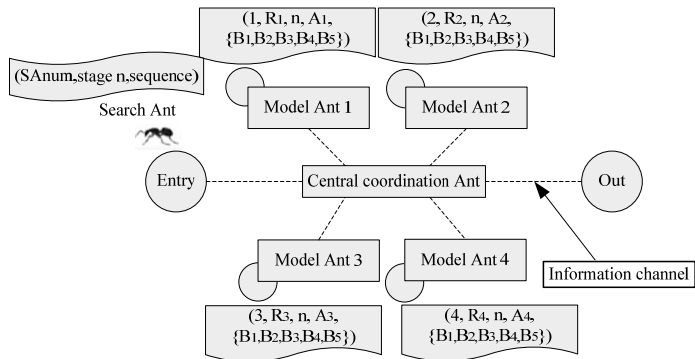 (1, R₁, n, A₁,
{B₁,B₂,B₃,B₄,B₅})
(2, R₂, n, A₂,
{B₁,B₂,B₃,B₄,B₅})
(SAnum,stage n,sequence)
Search Ant
Model Ant 1
Model Ant 2
Entry
Central coordination Ant
Out
Model Ant 3
Model Ant 4
Information channel
(3, R₃, n, A₃,
{B₁,B₂,B₃,B₄,B₅})
(4, R₄, n, A₄,
{B₁,B₂,B₃,B₄,B₅})